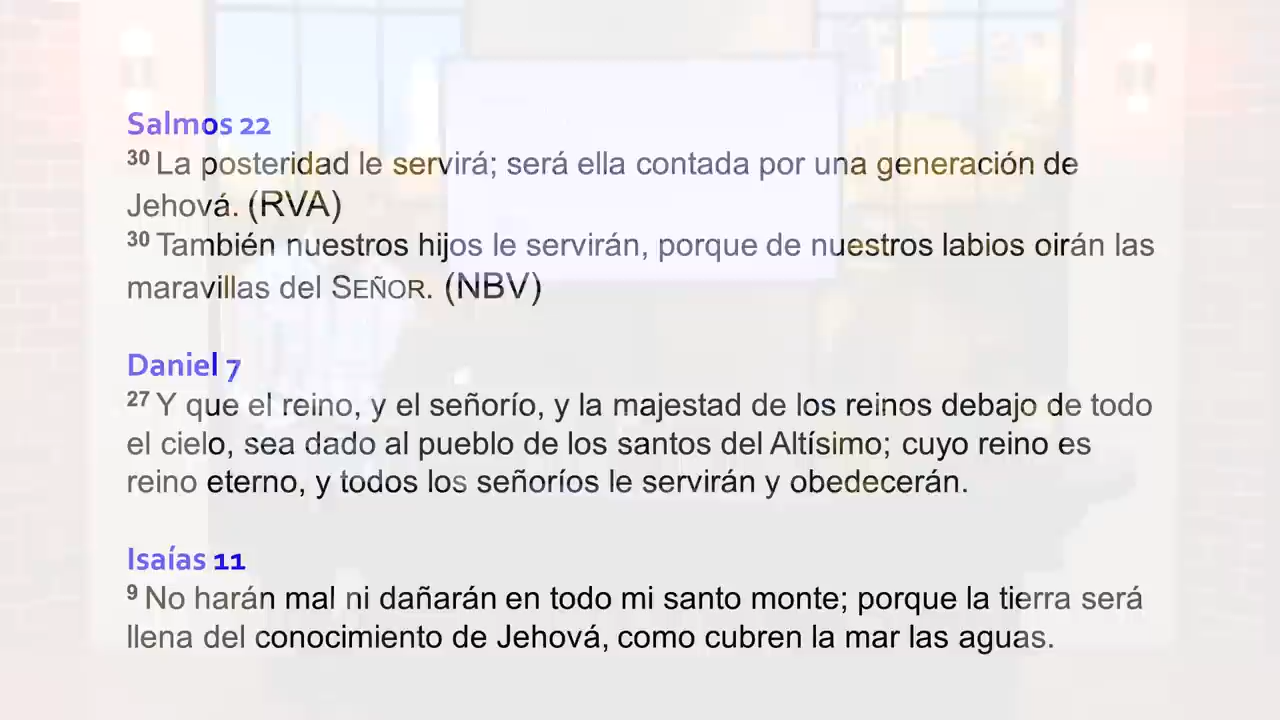 Salmos 22
30 La posteridad le servirá; será ella contada por una generación de
Jehová. (RVA)
30 También nuestros hijos le servirán, porque de nuestros labios oirán las
maravillas del SEÑOR. (NBV)
Daniel 7
27 Y que el reino, y el señorío, y la majestad de los reinos debajo de todo
el cielo, sea dado al pueblo de los santos del Altísimo; cuyo reino es
reino eterno, y todos los señoríos le servirán y obedecerán.
Isaías 11
9 No harán mal ni dañarán en todo mi santo monte; porque la tierra será
llena del conocimiento de Jehová, como cubren la mar las aguas.